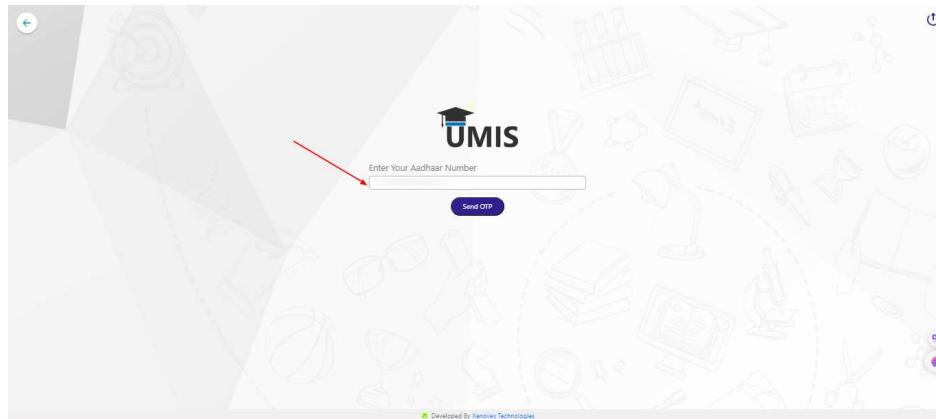 UMIS
Enter Your Aadhaar Number
Send OTP
Developed By Xenovex Technologies